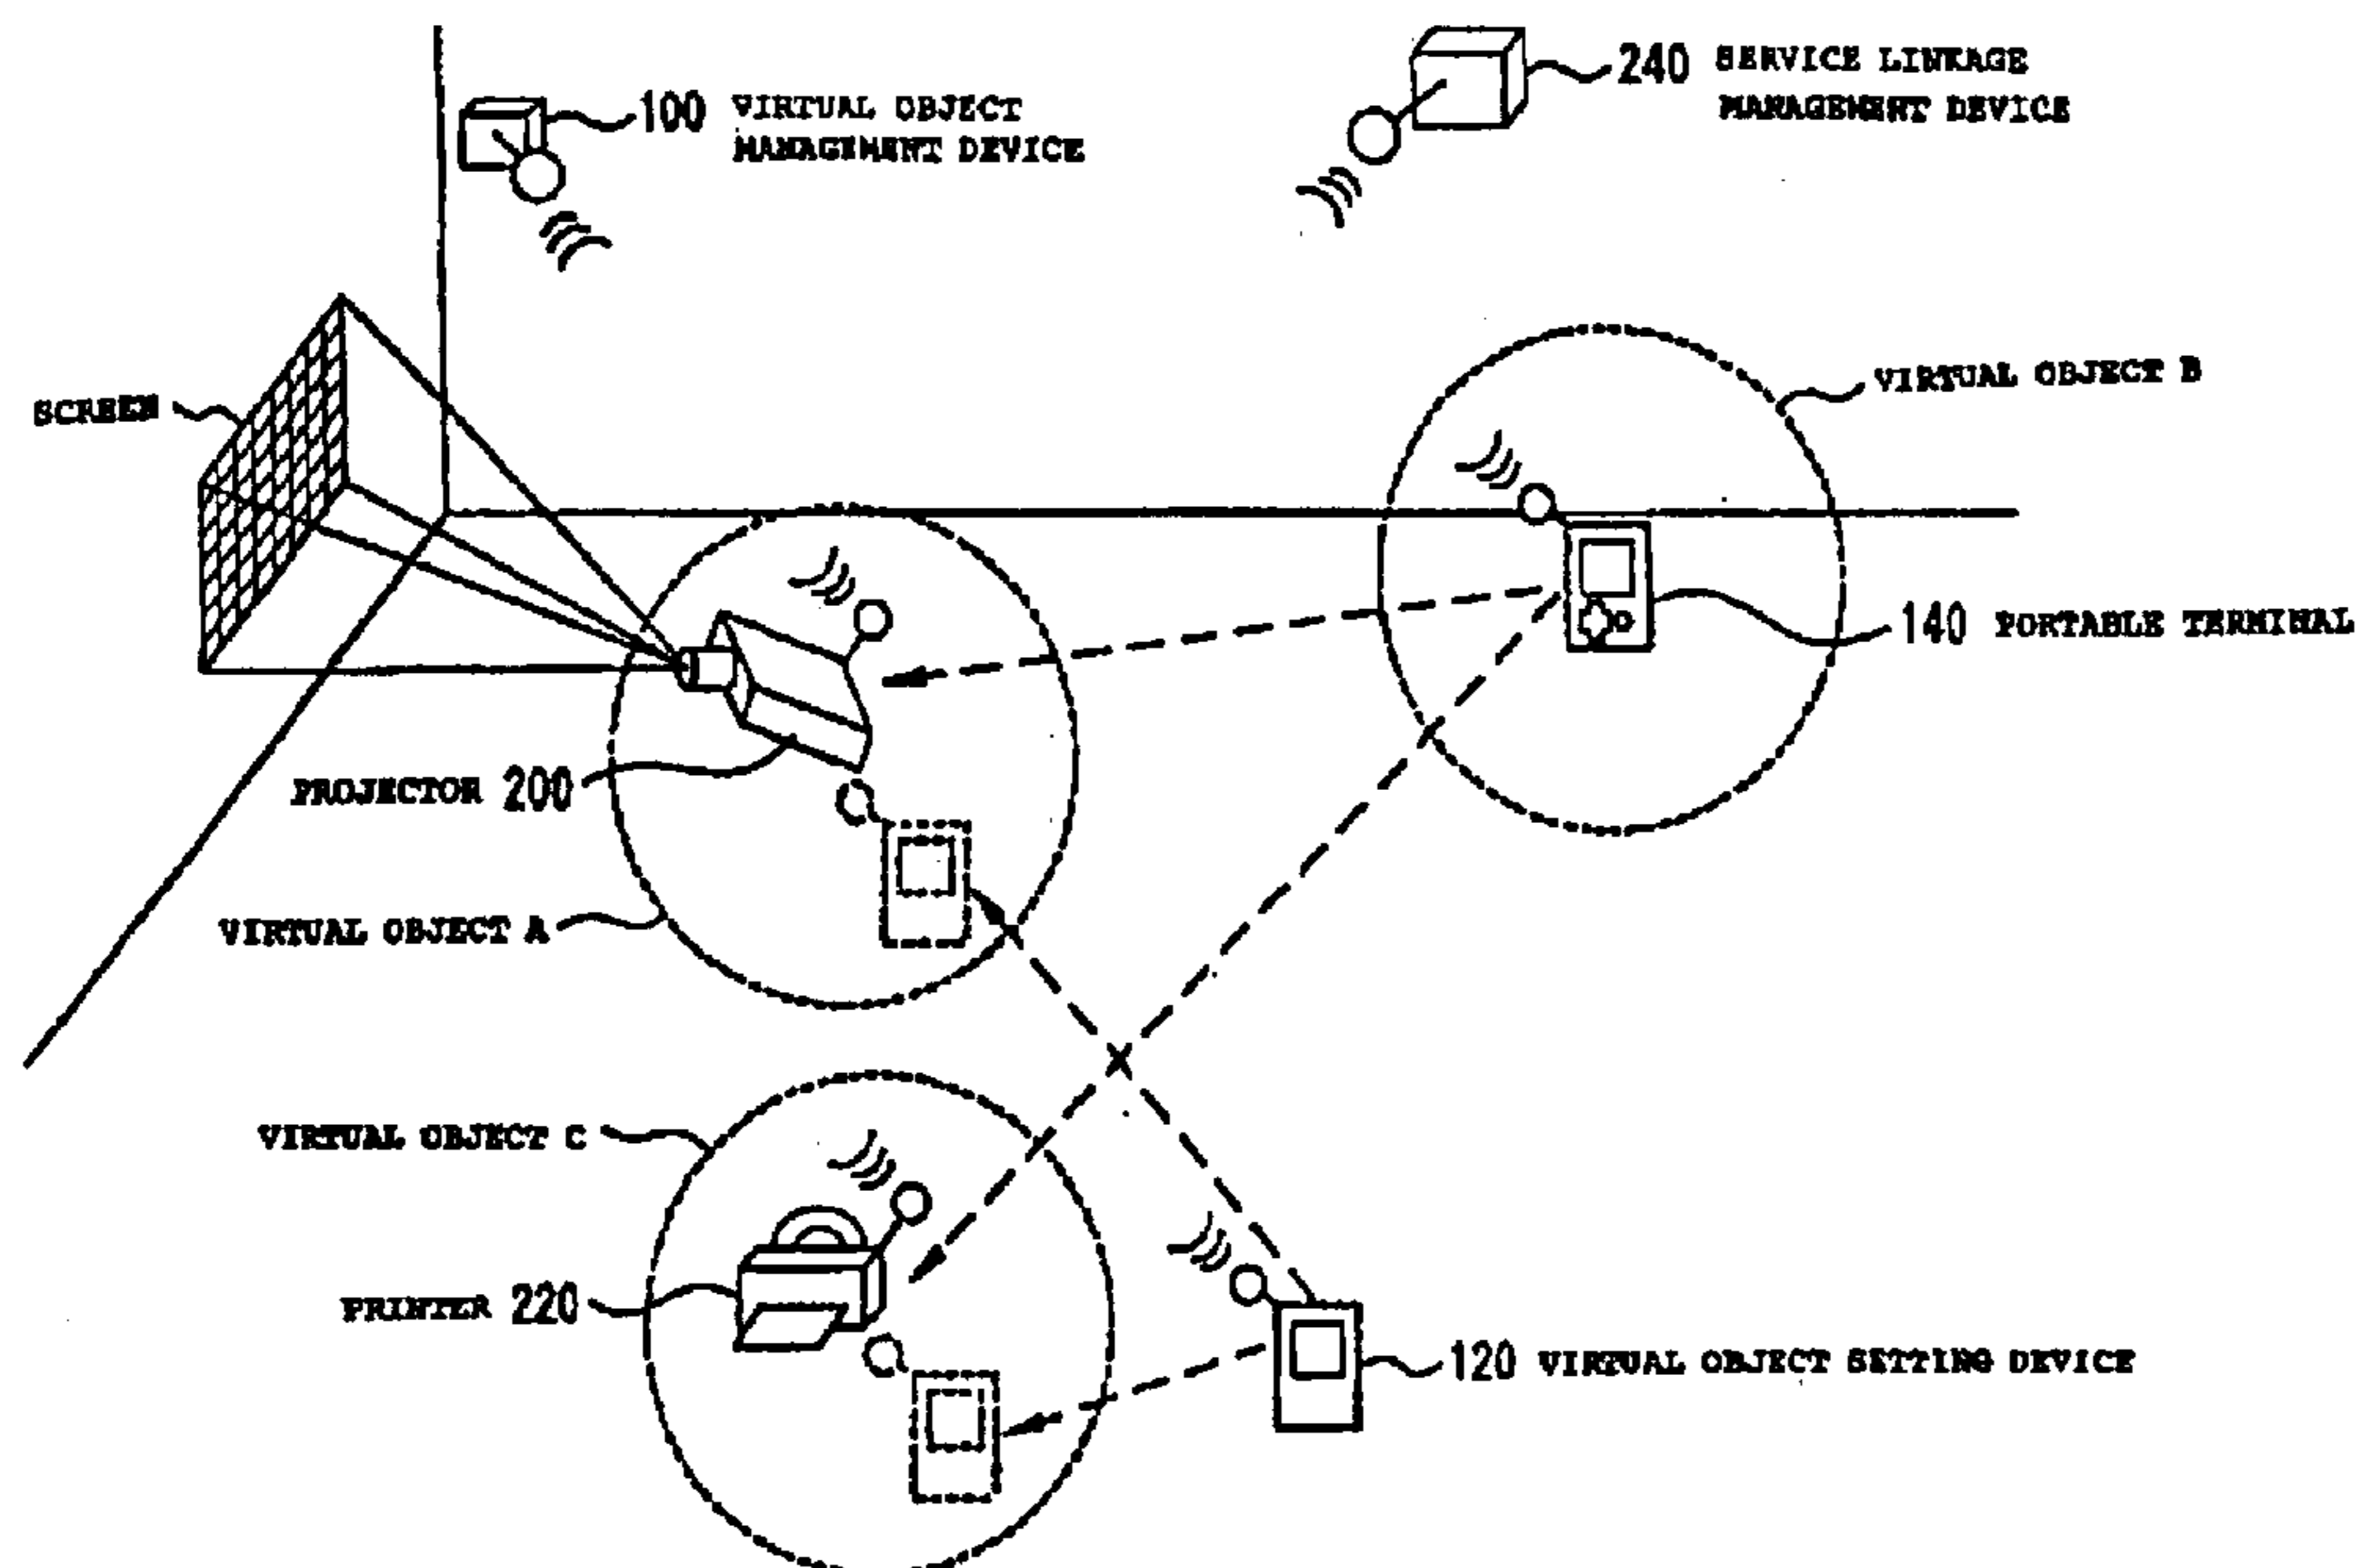 100 VIRTUAL OBJECT
MANAGEMENT DEVICE
240 SERVICE LINKAGE
MANAGEMENT DEVICE
SCREEN
VIRTUAL OBJECT B
140 PORTABLE TERMINAL
PROJECTOR 200
VIRTUAL OBJECT A
VIRTUAL OBJECT C
PRINTER 220
120 VIRTUAL OBJECT SETTING DEVICE